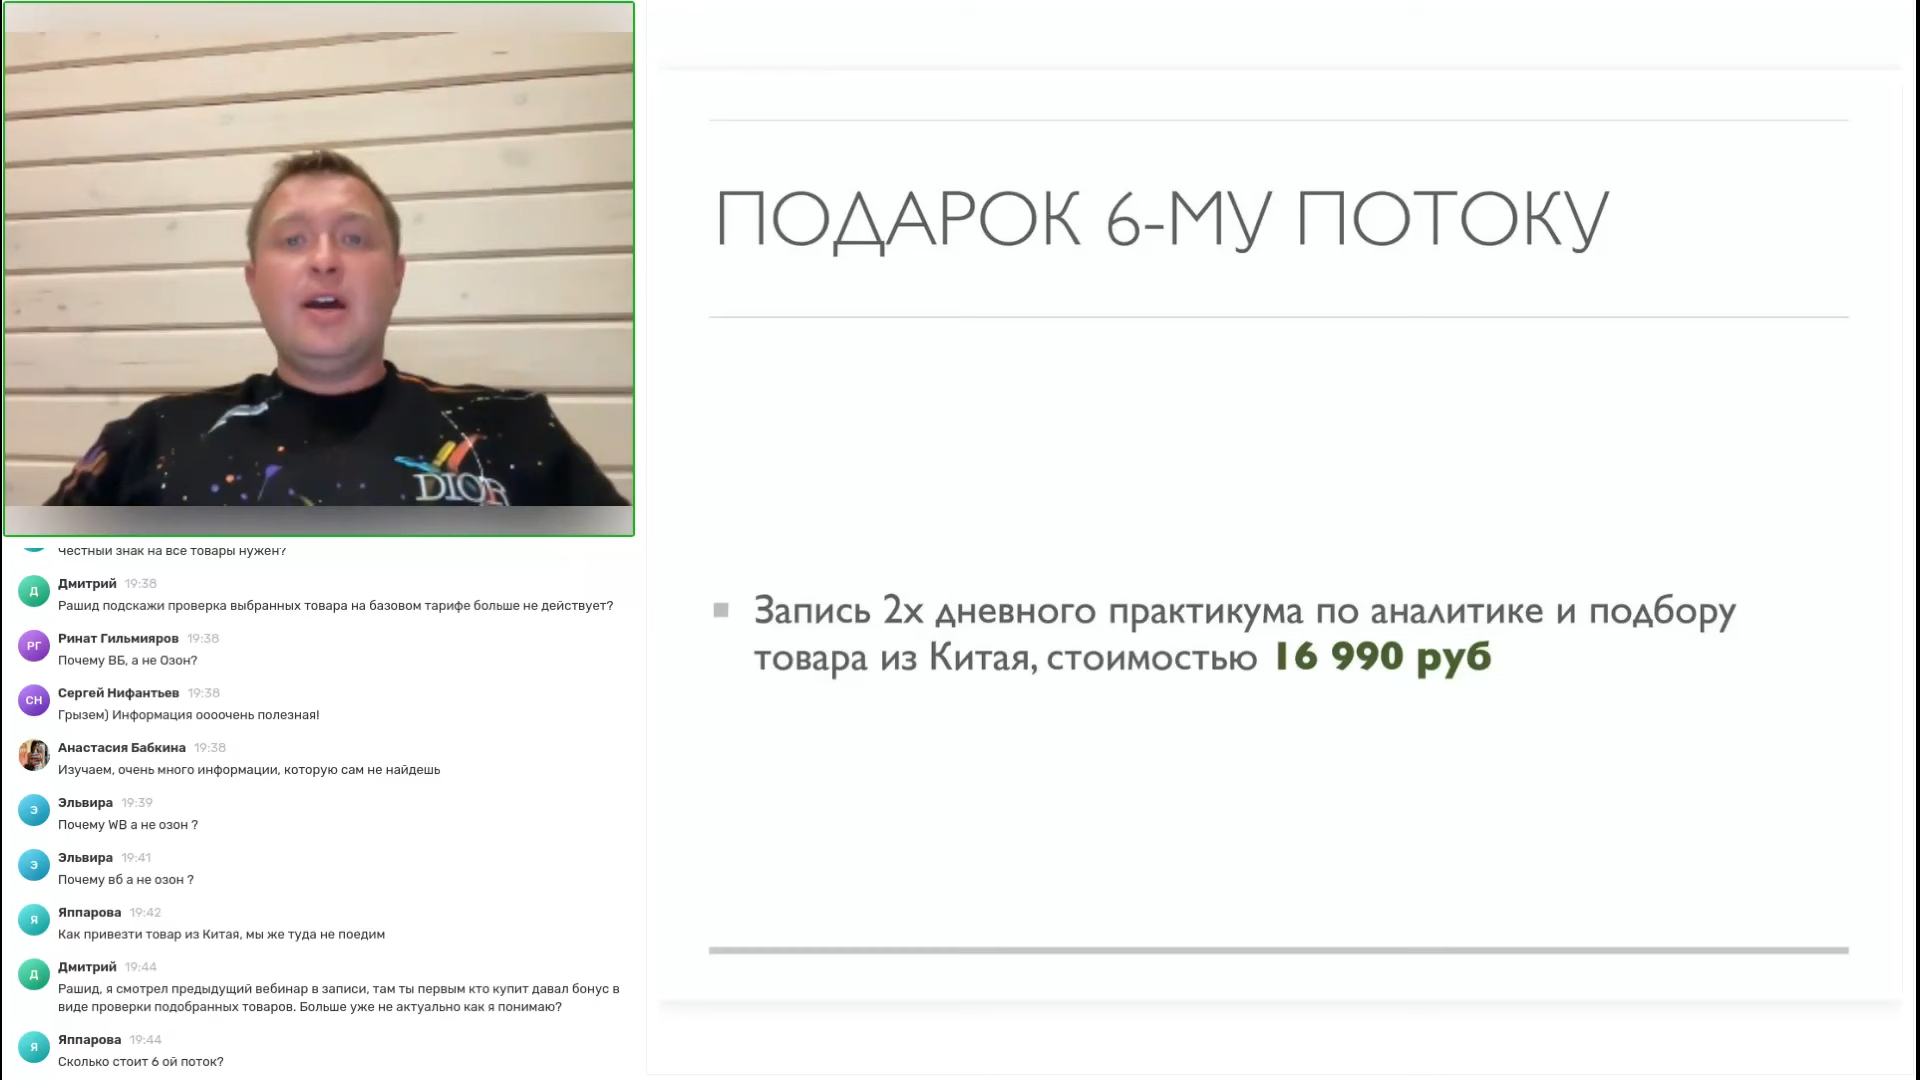 DIOR
Честный знак на все товары нужен?
Д
Дмитрий 19:38
Рашид подскажи проверка выбранных товара на базовом тарифе больше не действует?
РГ
Ринат Гильмияров 19:38
Почему ВБ, а не Озон?
СН
Сергей Нифантьев 19:38
Грызем) Информация оооочень полезная!
Анастасия Бабкина 19:38
Изучаем, очень много информации, которую сам не найдешь
Э
Эльвира 19:39
Почему WB а не озон ?
Э
Эльвира 19:41
Почему вб а не озон ?
Я
Яппарова 19:42
Как привезти товар из Китая, мы же туда не поедим
Д
Дмитрий 19:44
Рашид, я смотрел предыдущий вебинар в записи, там ты первым кто купит давал бонус в
виде проверки подобранных товаров. Больше уже не актуально как я понимаю?
Я
Яппарова 19:44
Сколько стоит 6 ой поток?
ПОДАРОК 6-МУ ПОТОКУ
Запись 2х дневного практикума по аналитике и подбору
товара из Китая, стоимостью 16 990 руб